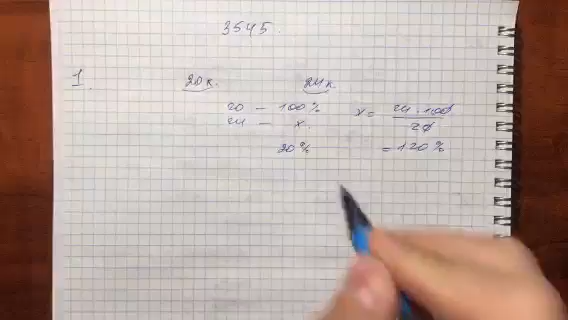 3545.
1. 20 к. 24 к.
20 – 100% x = 24 · 100
24 – x. 20
20% = 120%